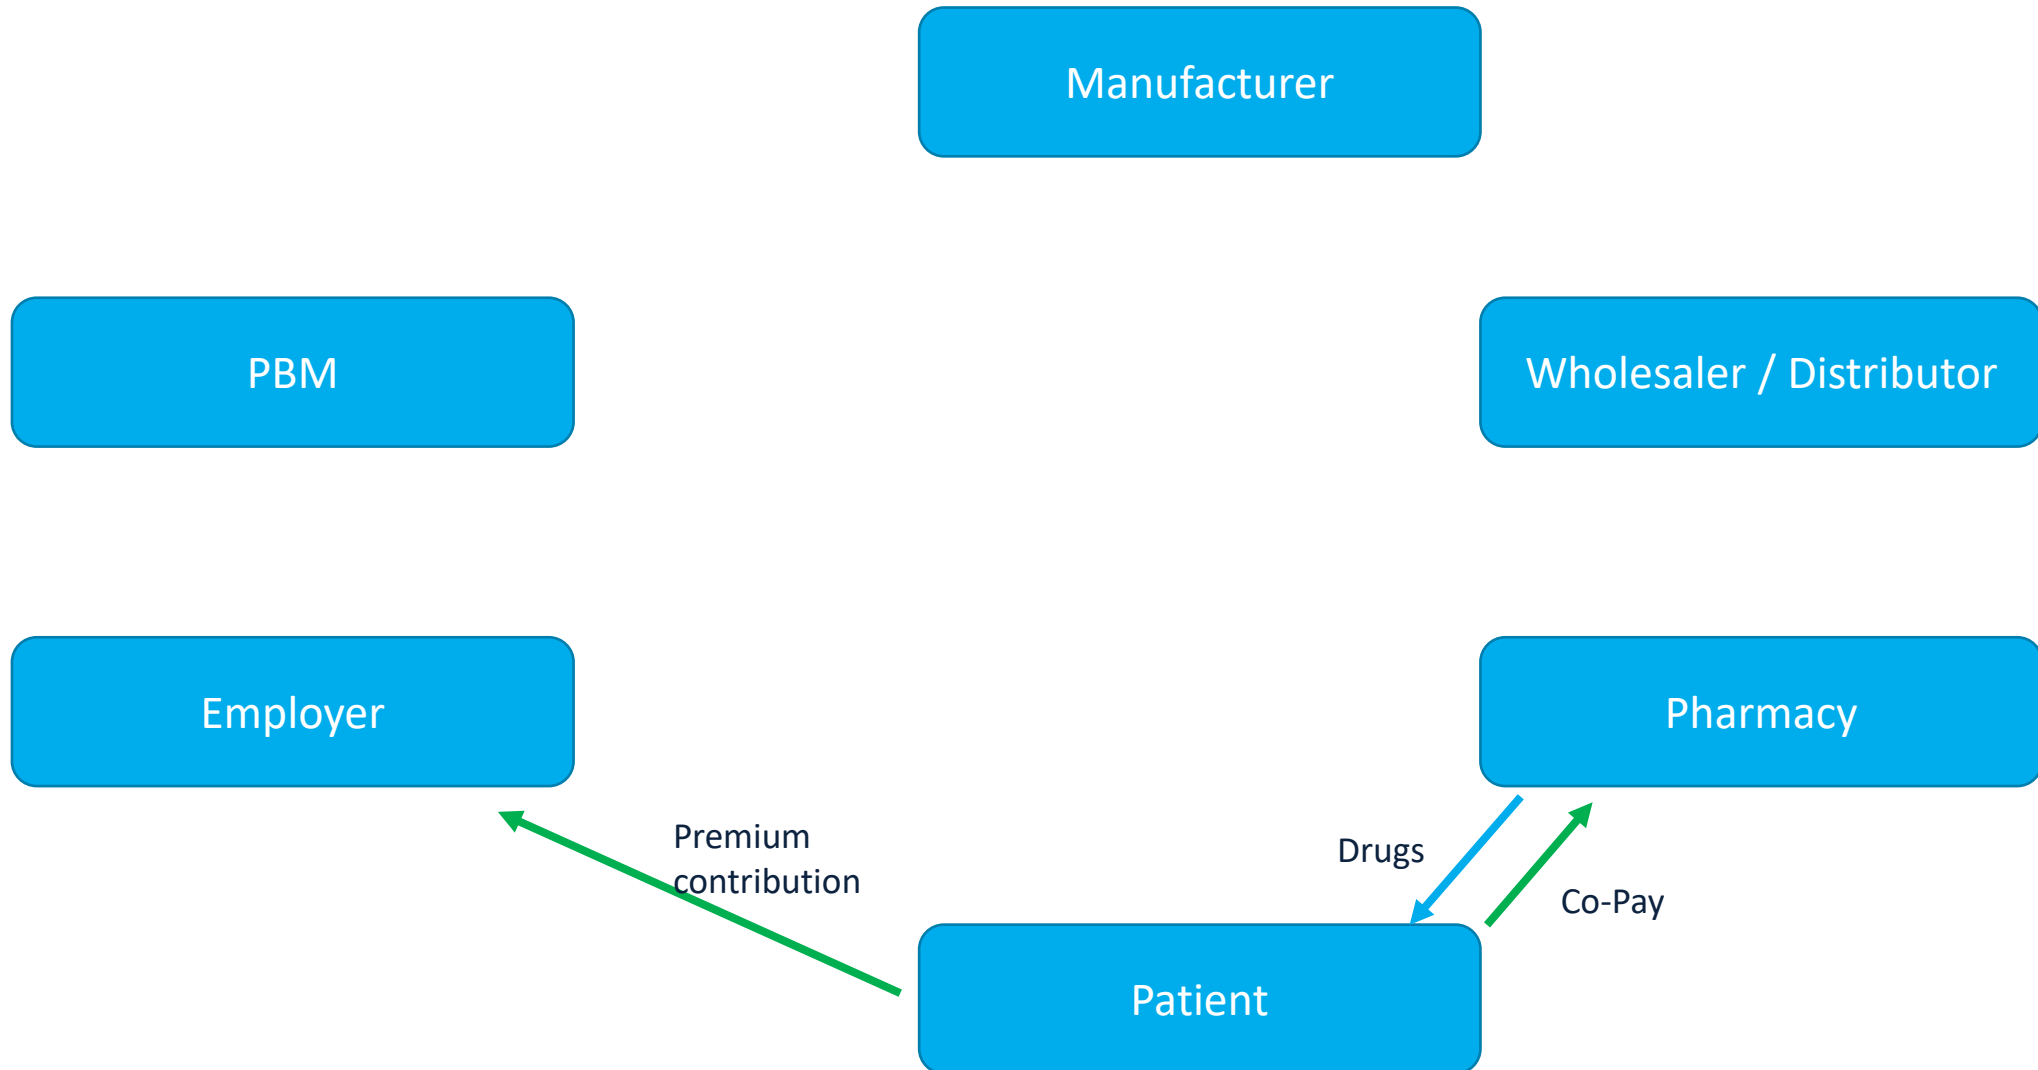 Manufacturer
PBM
Wholesaler / Distributor
Employer
Pharmacy
Premium
contribution
Drugs
Co-Pay
Patient